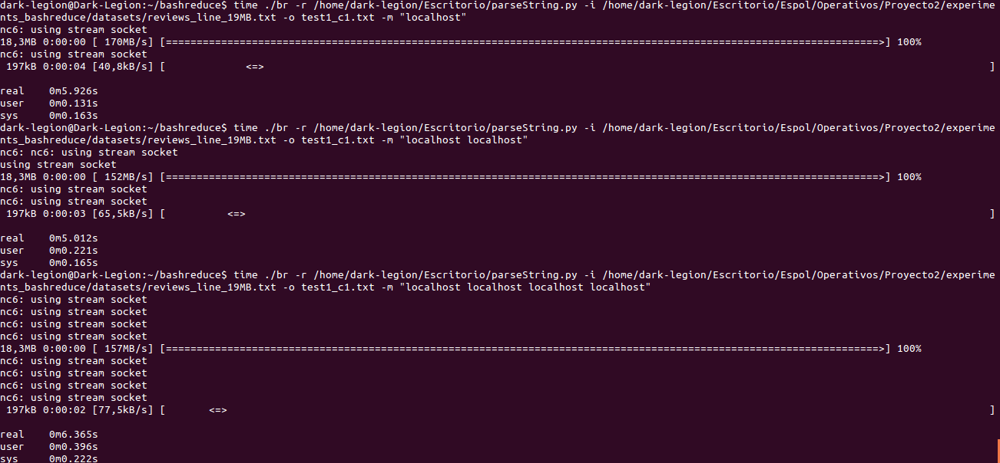 dark-legion@Dark-Legion:~/bashreduce$ time ./br -r /home/dark-legion/Escritorio/parseString.py -i /home/dark-legion/Escritorio/Espol/Operativos/Proyecto2/experime
nts_bashreduce/datasets/reviews_line_19MB.txt -o test1_c1.txt -m "localhost"
nc6: using stream socket
18,3MB 0:00:00 [ 170MB/s] [=====================================================================================================================>] 100%
nc6: using stream socket
 197kB 0:00:04 [40,8kB/s] [             <=>                                                                                                                      ]
real    0m5.926s
user    0m0.131s
sys     0m0.163s
dark-legion@Dark-Legion:~/bashreduce$ time ./br -r /home/dark-legion/Escritorio/parseString.py -i /home/dark-legion/Escritorio/Espol/Operativos/Proyecto2/experime
nts_bashreduce/datasets/reviews_line_19MB.txt -o test1_c1.txt -m "localhost localhost"
nc6: nc6: using stream socket
using stream socket
18,3MB 0:00:00 [ 152MB/s] [=====================================================================================================================>] 100%
nc6: using stream socket
nc6: using stream socket
 197kB 0:00:03 [65,5kB/s] [          <=>                                                                                                                         ]
real    0m5.012s
user    0m0.221s
sys     0m0.165s
dark-legion@Dark-Legion:~/bashreduce$ time ./br -r /home/dark-legion/Escritorio/parseString.py -i /home/dark-legion/Escritorio/Espol/Operativos/Proyecto2/experime
nts_bashreduce/datasets/reviews_line_19MB.txt -o test1_c1.txt -m "localhost localhost localhost localhost"
nc6: using stream socket
nc6: using stream socket
nc6: using stream socket
nc6: using stream socket
18,3MB 0:00:00 [ 157MB/s] [=====================================================================================================================>] 100%
nc6: using stream socket
nc6: using stream socket
nc6: using stream socket
nc6: using stream socket
 197kB 0:00:02 [77,5kB/s] [       <=>                                                                                                                            ]
real    0m6.365s
user    0m0.396s
sys     0m0.222s